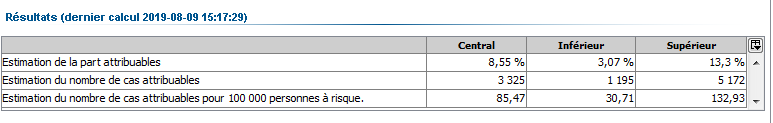 Résultats (dernier calcul 2019-08-09 15:17:29)
Central Inférieur Supérieur
Estimation de la part attribuables 8,55 % 3,07 % 13,3 %
Estimation du nombre de cas attribuables 3 325 1 195 5 172
Estimation du nombre de cas attribuables pour 100 000 personnes à risque. 85,47 30,71 132,93